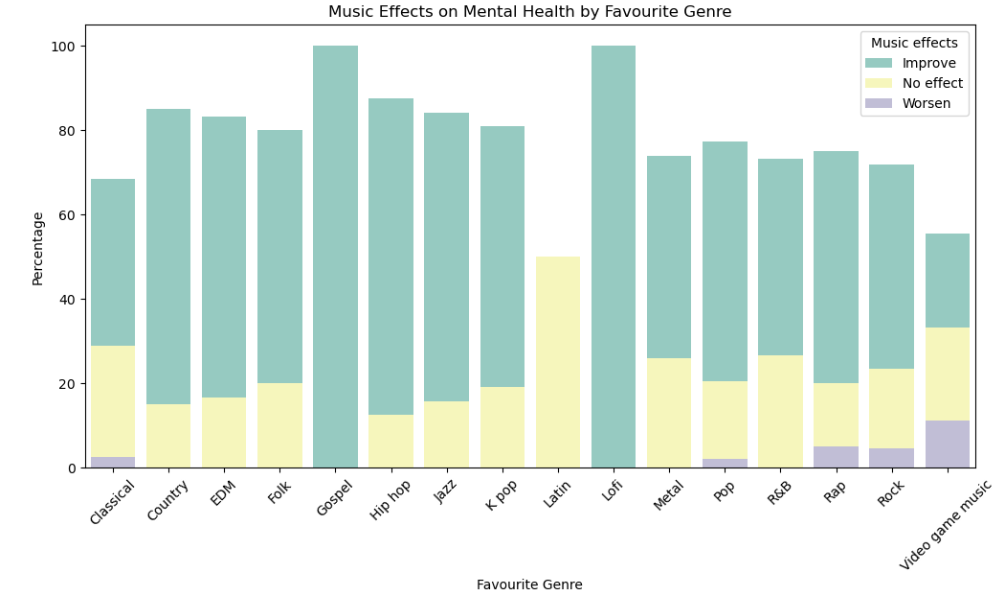 Music Effects on Mental Health by Favourite Genre
Music effects
Improve
No effect
Worsen
Percentage
100
80
60
40
20
0
Classical
Country
EDM
Folk
Gospel
Hip hop
Jazz
K pop
Latin
Lofi
Metal
Pop
R&B
Rap
Rock
Video game music
Favourite Genre